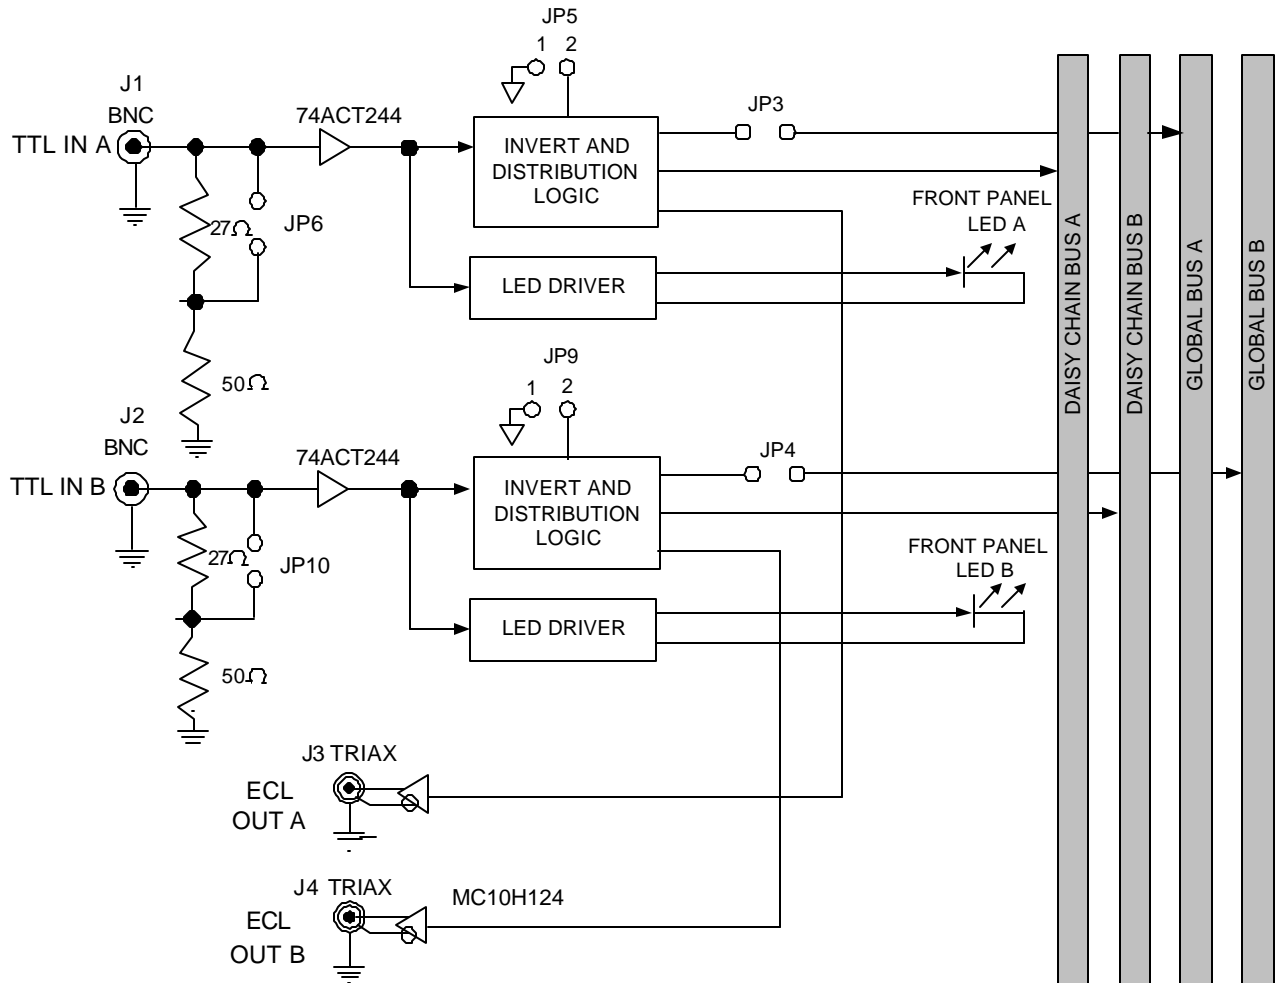 JP5
1 2
J1
BNC
TTL IN A
74ACT244
INVERT AND
DISTRIBUTION
LOGIC
JP3
27Ω
JP6
FRONT PANEL
LED A
LED DRIVER
50Ω
DAISY CHAIN BUS A
DAISY CHAIN BUS B
GLOBAL BUS A
GLOBAL BUS B
JP9
1 2
J2
BNC
TTL IN B
74ACT244
INVERT AND
DISTRIBUTION
LOGIC
JP4
27Ω
JP10
FRONT PANEL
LED B
LED DRIVER
50Ω
J3 TRIAX
ECL
OUT A
J4 TRIAX
ECL
OUT B
MC10H124